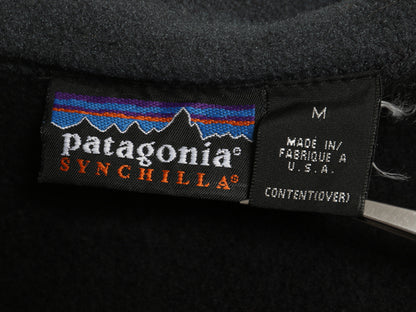 patagonia®
SYNCHILLA®
M
MADE IN/
FABRIQUE A
U.S.A.
CONTENT(OVER)